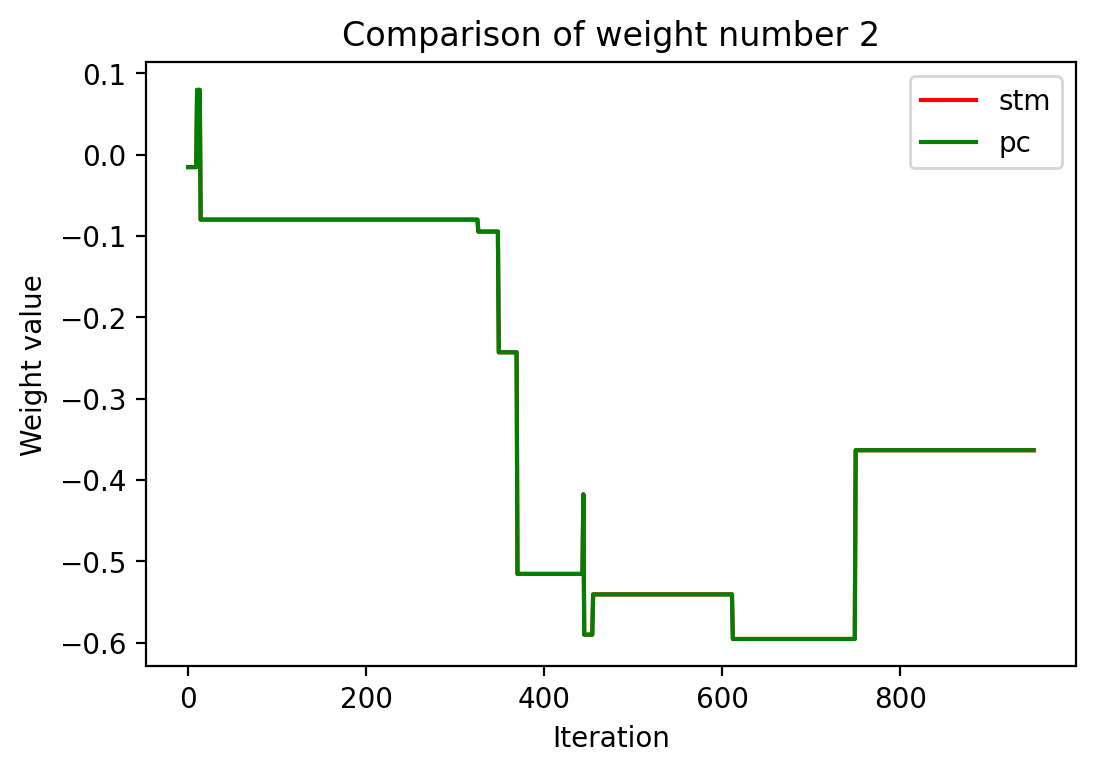 Comparison of weight number 2
stm
pc
0.1
0.0
−0.1
−0.2
−0.3
−0.4
−0.5
−0.6
Weight value
0 200 400 600 800
Iteration